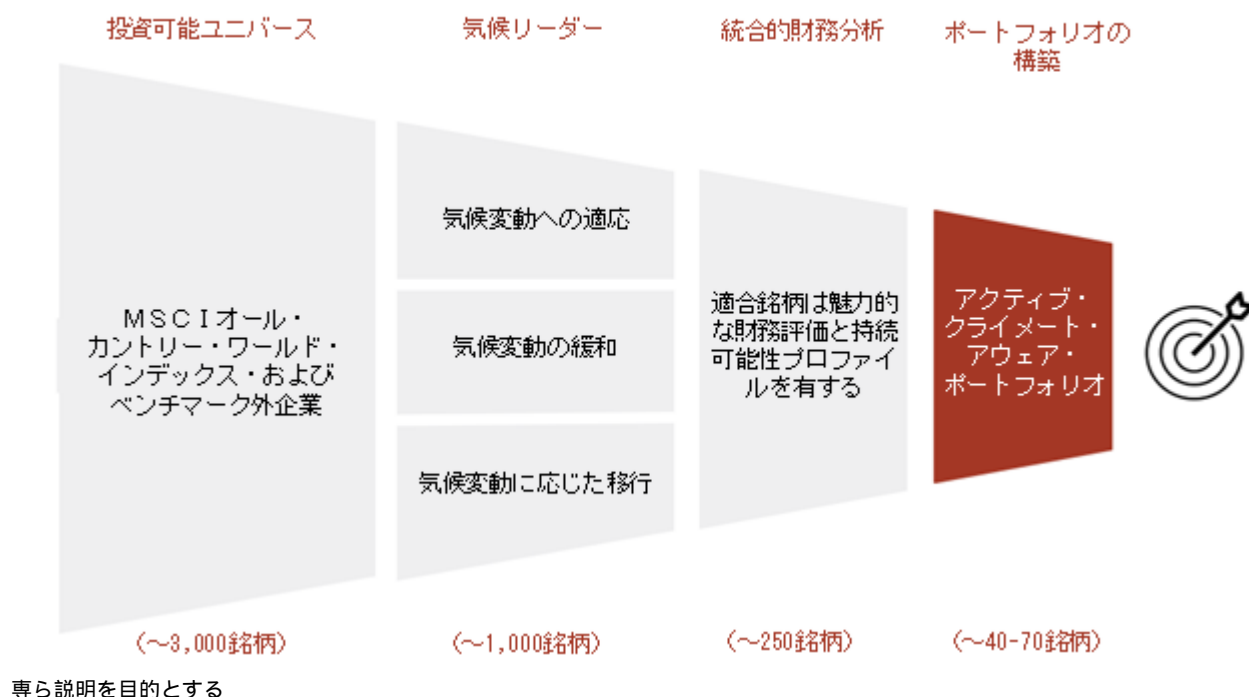 投資可能ユニバース
気候リーダー
統合的財務分析
ポートフォリオの
構築
MSCIオール・
カントリー・ワールド・
インデックス・および
ベンチマーク外企業
気候変動への適応
気候変動の緩和
気候変動に応じた移行
適合銘柄は魅力的
な財務評価と持続
可能性プロファイ
ルを有する
アクティブ・
クライメート・
アウェア・
ポートフォリオ
(~3,000銘柄)
(~1,000銘柄)
(~250銘柄)
(~40-70銘柄)
専ら説明を目的とする